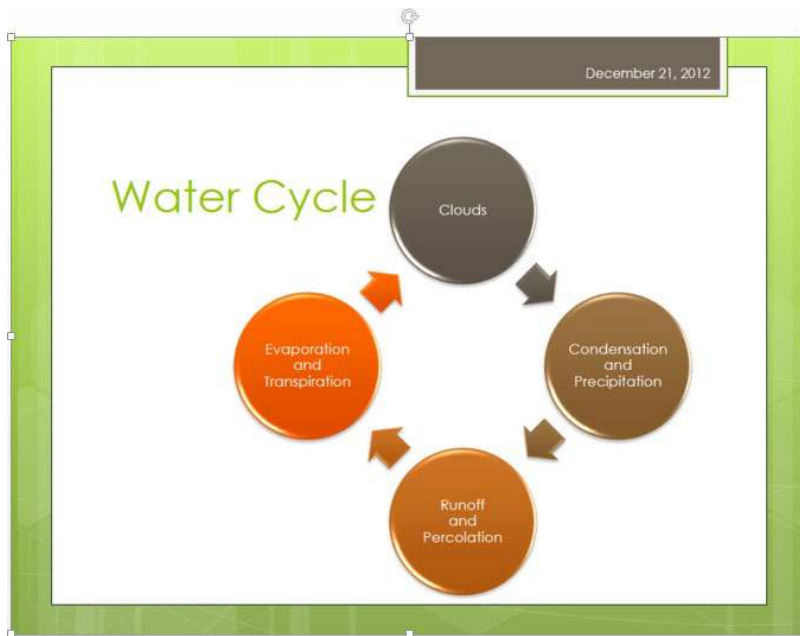 December 21, 2012
Water Cycle
Clouds
Condensation
and
Precipitation
Runoff
and
Percolation
Evaporation
and
Transpiration